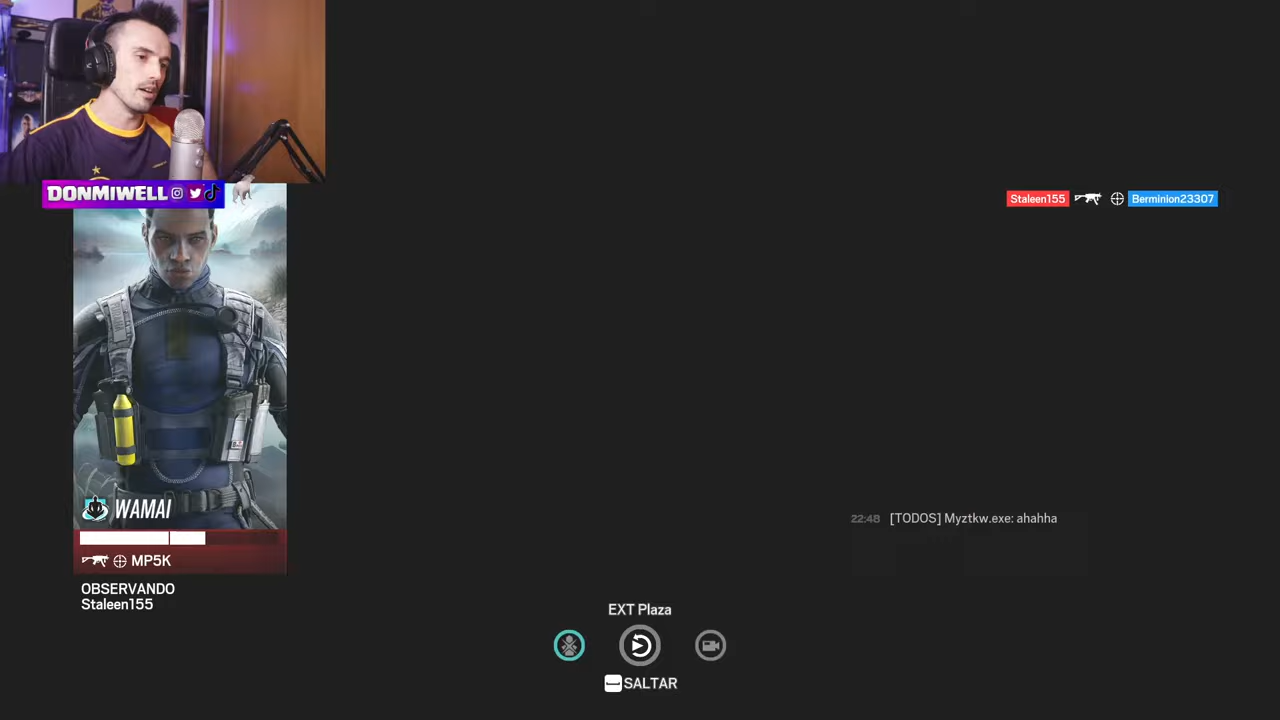 DONMIWELL
Staleen155 Berminion23307
WAMAI
MP5K
OBSERVANDO
Staleen155
22:48 [TODOS] Myztkw.exe: ahahha
EXT Plaza
SALTAR